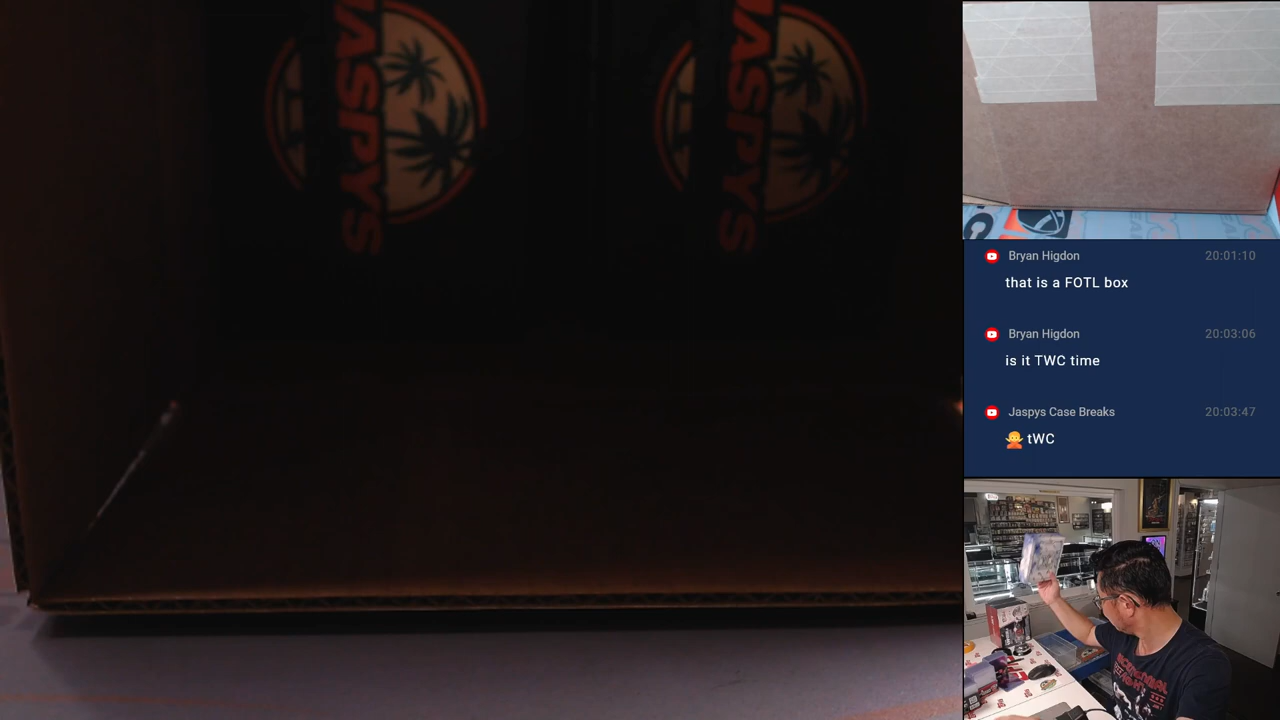 JASPYS
JASPYS
Bryan Higdon 20:01:10
that is a FOTL box
Bryan Higdon 20:03:06
is it TWC time
Jaspys Case Breaks 20:03:47
🙅 tWC